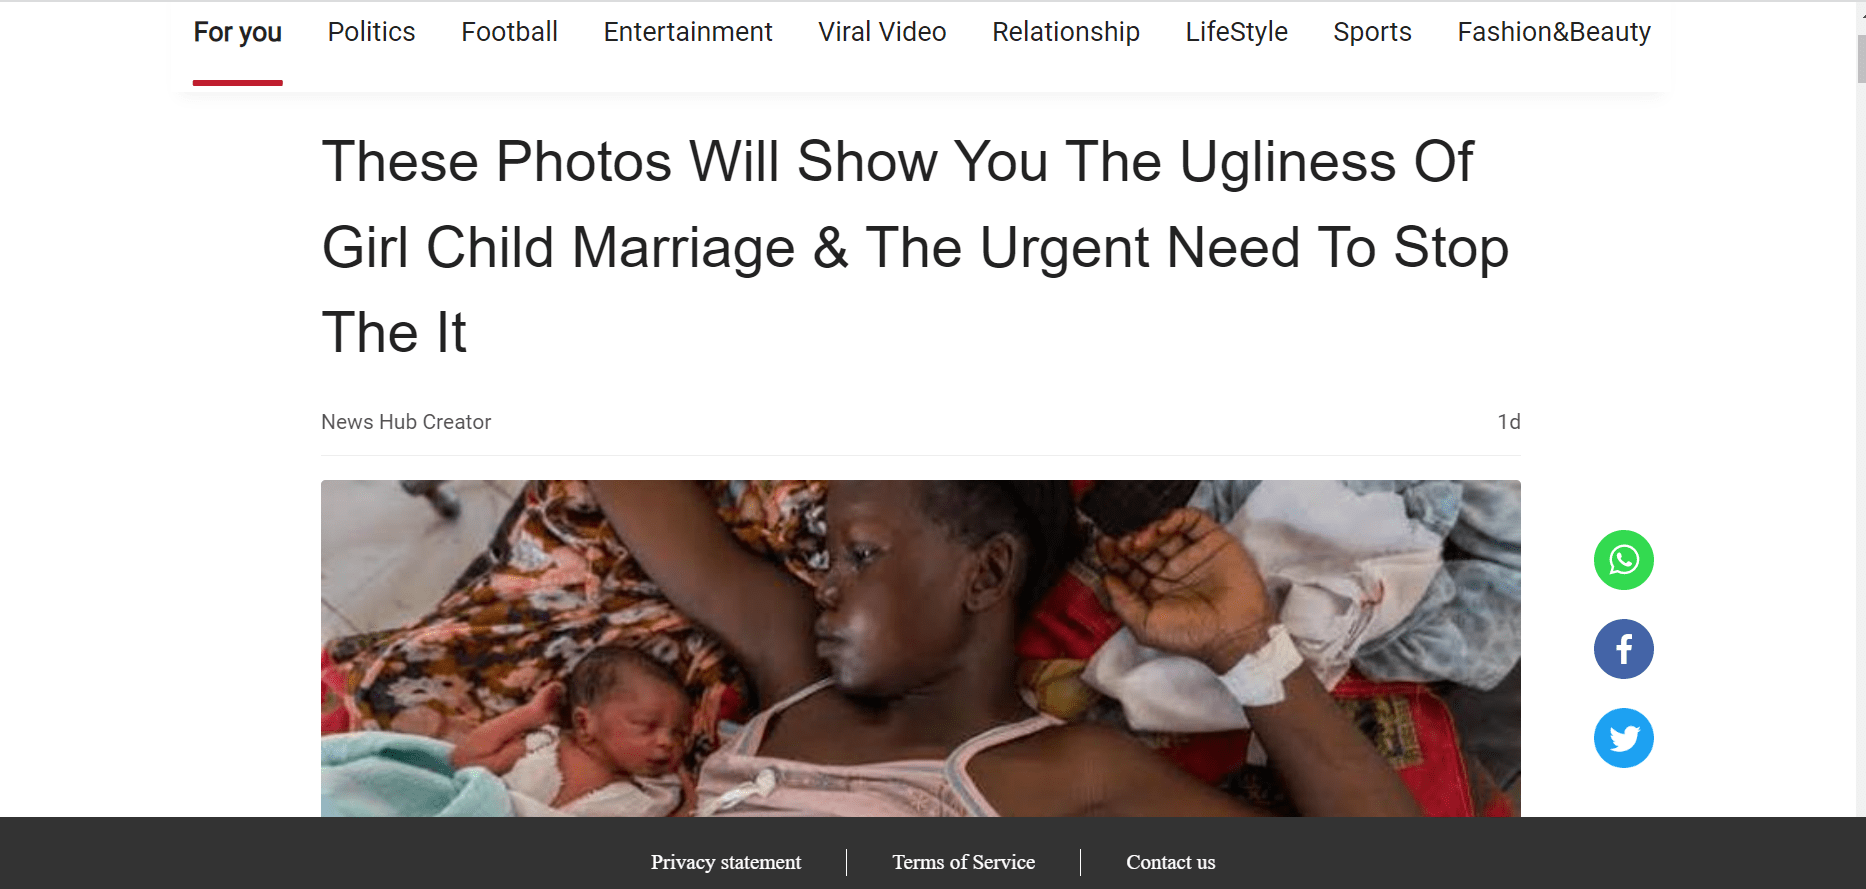 For you Politics Football Entertainment Viral Video Relationship LifeStyle Sports Fashion&Beauty
These Photos Will Show You The Ugliness Of
Girl Child Marriage & The Urgent Need To Stop
The It
News Hub Creator 1d
Privacy statement Terms of Service Contact us